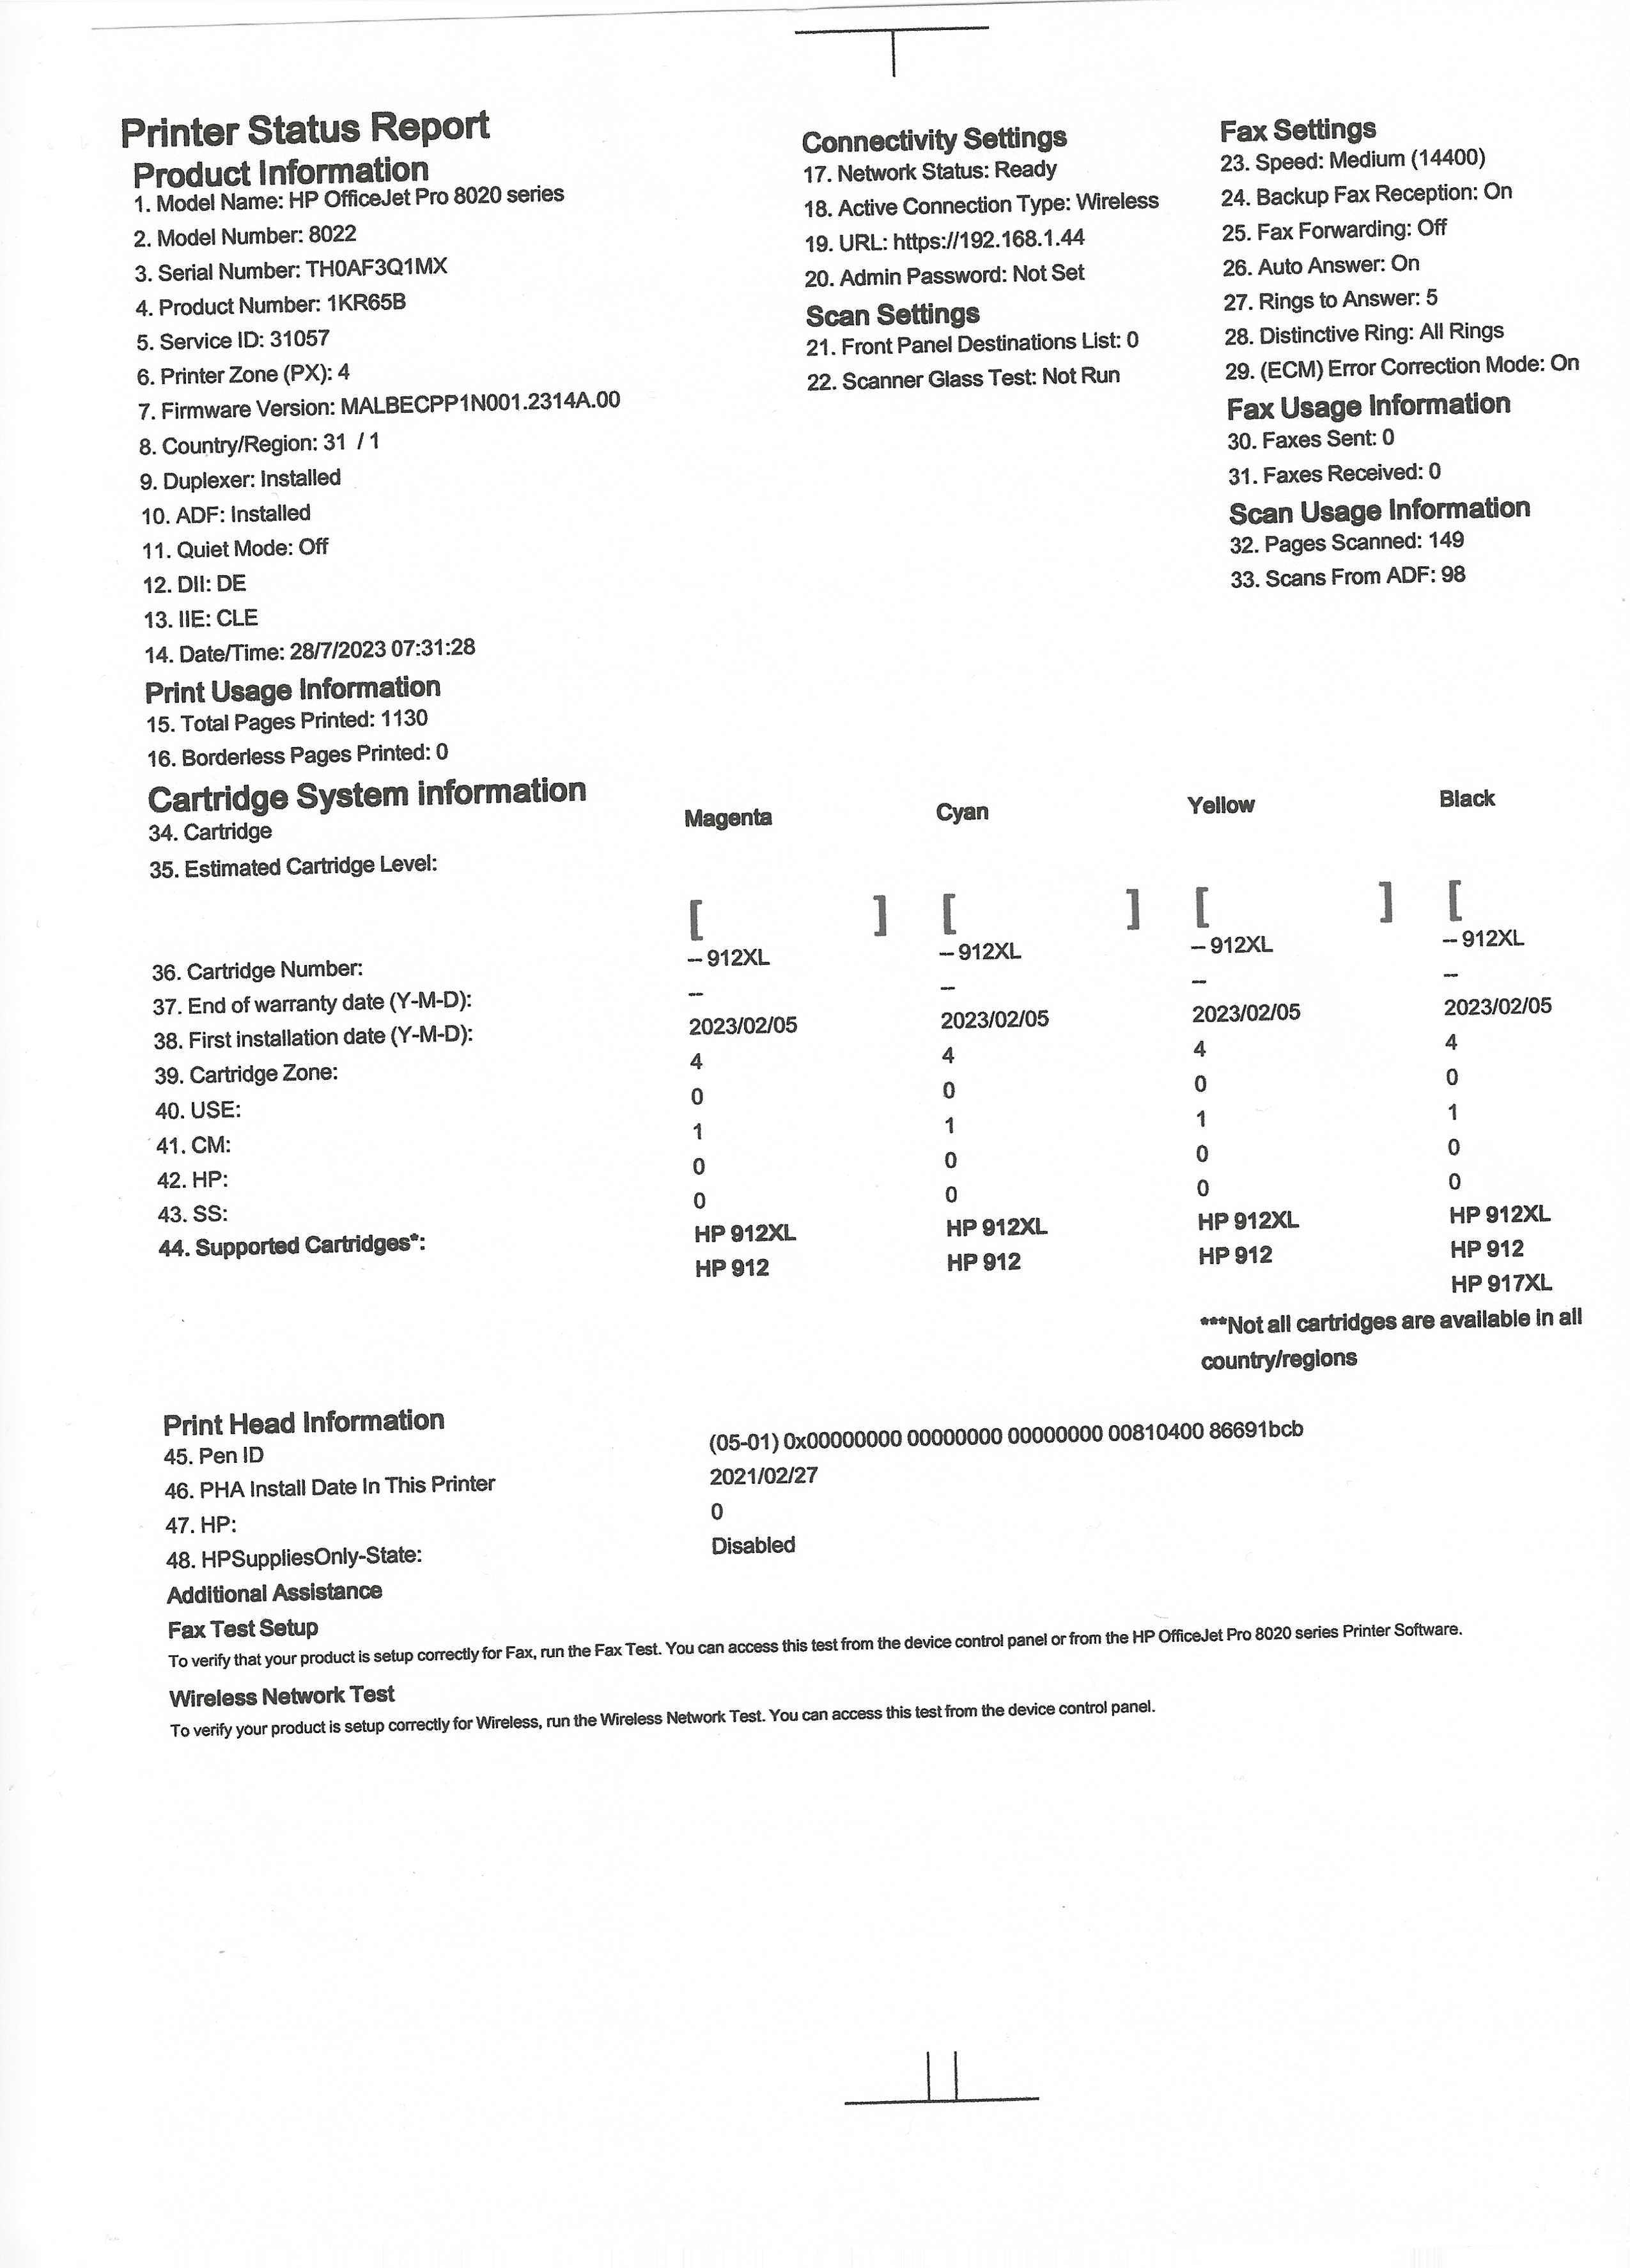 Printer Status Report
Product Information
1. Model Name: HP OfficeJet Pro 8020 series
2. Model Number: 8022
3. Serial Number: TH0AF3Q1MX
4. Product Number: 1KR65B
5. Service ID: 31057
6. Printer Zone (PX): 4
7. Firmware Version: MALBECPP1N001.2314A.00
8. Country/Region: 31 / 1
9. Duplexer: Installed
10. ADF: Installed
11. Quiet Mode: Off
12. DII: DE
13. IIE: CLE
14. Date/Time: 28/7/2023 07:31:28
Print Usage Information
15. Total Pages Printed: 1130
16. Borderless Pages Printed: 0
Connectivity Settings
17. Network Status: Ready
18. Active Connection Type: Wireless
19. URL: https://192.168.1.44
20. Admin Password: Not Set
Scan Settings
21. Front Panel Destinations List: 0
22. Scanner Glass Test: Not Run
Fax Settings
23. Speed: Medium (14400)
24. Backup Fax Reception: On
25. Fax Forwarding: Off
26. Auto Answer: On
27. Rings to Answer: 5
28. Distinctive Ring: All Rings
29. (ECM) Error Correction Mode: On
Fax Usage Information
30. Faxes Sent: 0
31. Faxes Received: 0
Scan Usage Information
32. Pages Scanned: 149
33. Scans From ADF: 98
Cartridge System information
34. Cartridge Magenta Cyan Yellow Black
35. Estimated Cartridge Level:
[ ] [ ] [ ] [
36. Cartridge Number: -- 912XL -- 912XL -- 912XL -- 912XL
37. End of warranty date (Y-M-D): -- -- -- --
38. First installation date (Y-M-D): 2023/02/05 2023/02/05 2023/02/05 2023/02/05
39. Cartridge Zone: 4 4 4 4
40. USE: 0 0 0 0
41. CM: 1 1 1 1
42. HP: 0 0 0 0
43. SS: 0 0 0 0
44. Supported Cartridges*: HP 912XL HP 912XL HP 912XL HP 912XL
HP 912 HP 912 HP 912 HP 912
HP 917XL
***Not all cartridges are available in all
country/regions
Print Head Information
45. Pen ID (05-01) 0x00000000 00000000 00000000 00810400 86691bcb
46. PHA Install Date In This Printer 2021/02/27
47. HP: 0
48. HPSuppliesOnly-State: Disabled
Additional Assistance
Fax Test Setup
To verify that your product is setup correctly for Fax, run the Fax Test. You can access this test from the device control panel or from the HP OfficeJet Pro 8020 series Printer Software.
Wireless Network Test
To verify your product is setup correctly for Wireless, run the Wireless Network Test. You can access this test from the device control panel.